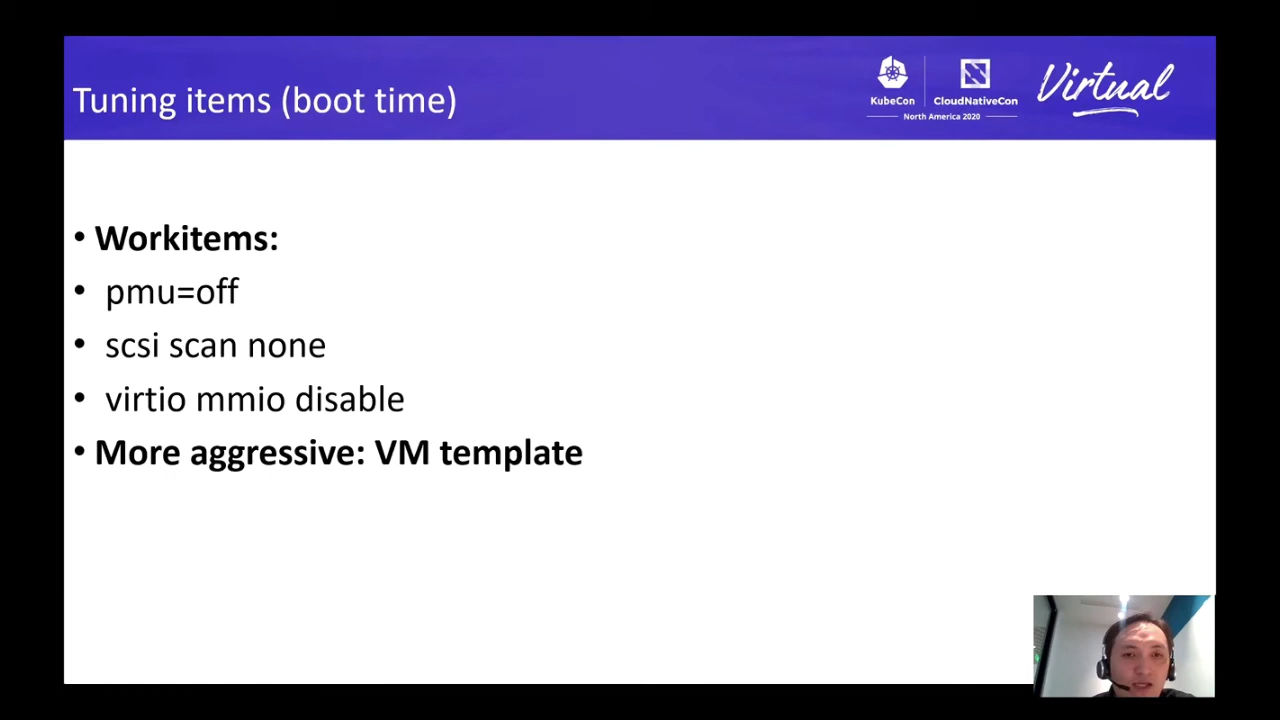 Tuning items (boot time)
KubeCon
CloudNativeCon
North America 2020
Virtual
• Workitems:
• pmu=off
• scsi scan none
• virtio mmio disable
• More aggressive: VM template